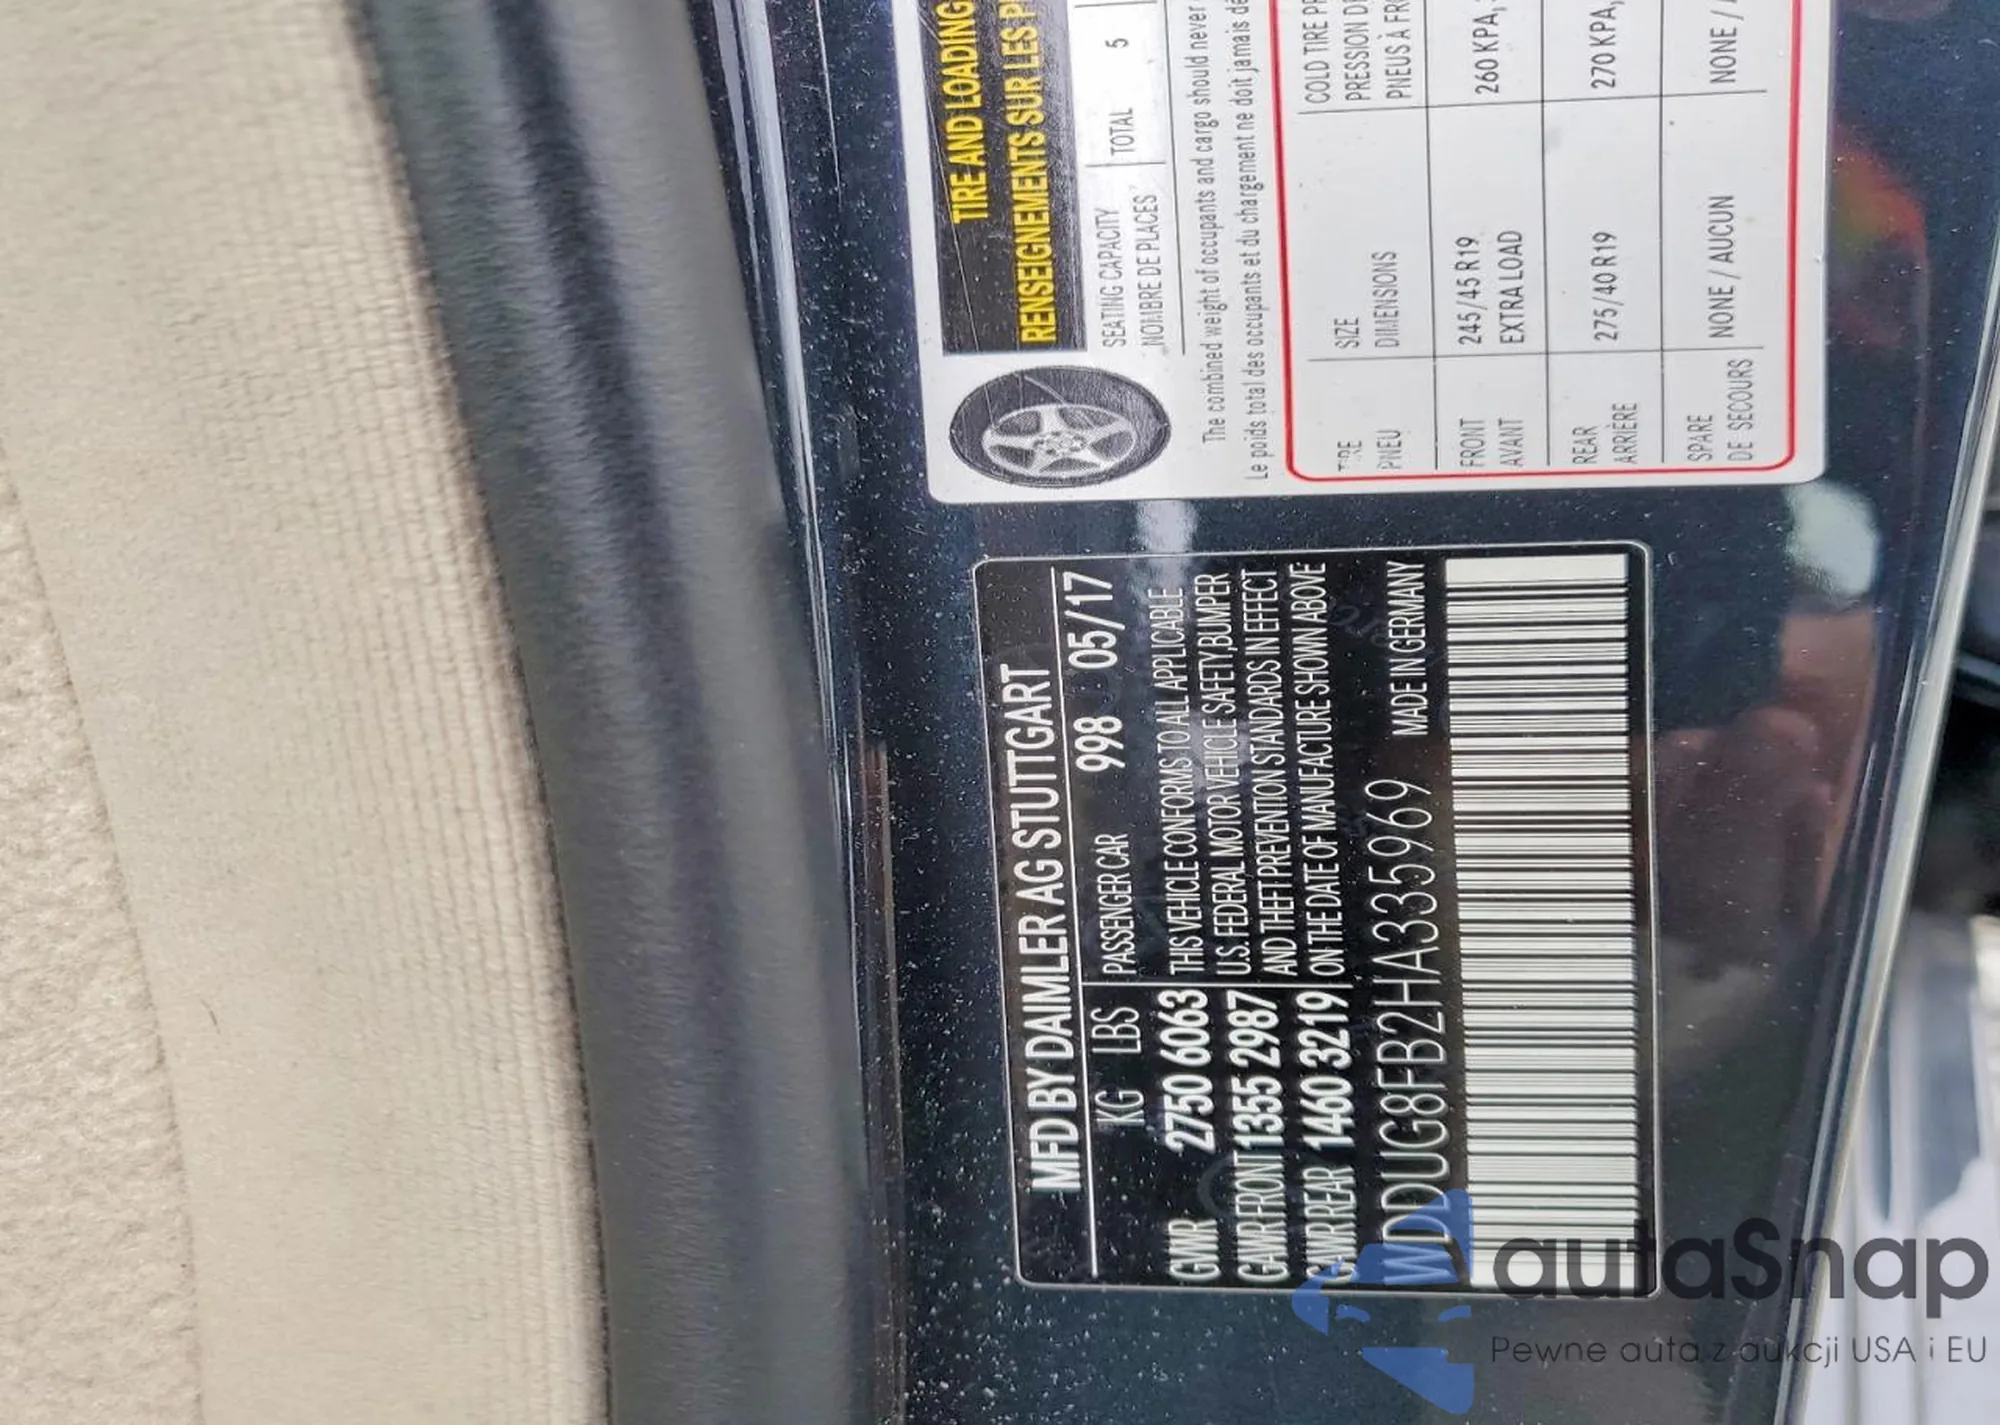 TIRE AND LOADING
RENSEIGNEMENTS SUR LES
SEATING CAPACITY
NOMBRE DE PLACES
TOTAL 5
The combined weight of occupants and cargo should never
Le poids total des occupants et du chargement ne doit jamais
TIRE
PNEU
SIZE
DIMENSIONS
COLD TIRE
PRESSION
PNEUS À
FRONT
AVANT
245/45 R19
EXTRA LOAD
260 KPA,
REAR
ARRIÈRE
275/40 R19
270 KPA,
SPARE
DE SECOURS
NONE / AUCUN
NONE /
MFD BY DAIMLER AG STUTTGART
KG LBS PASSENGER CAR 998 05/17
GVWR 2750 6063 THIS VEHICLE CONFORMS TO ALL APPLICABLE
GAWR FRONT 1355 2987 U.S. FEDERAL MOTOR VEHICLE SAFETY, BUMPER
GAWR REAR 1460 3219 AND THEFT PREVENTION STANDARDS IN EFFECT
ON THE DATE OF MANUFACTURE SHOWN ABOVE
WDDUG8FB2HA335969 MADE IN GERMANY
autaSnap
Pewne auta z aukcji USA i EU